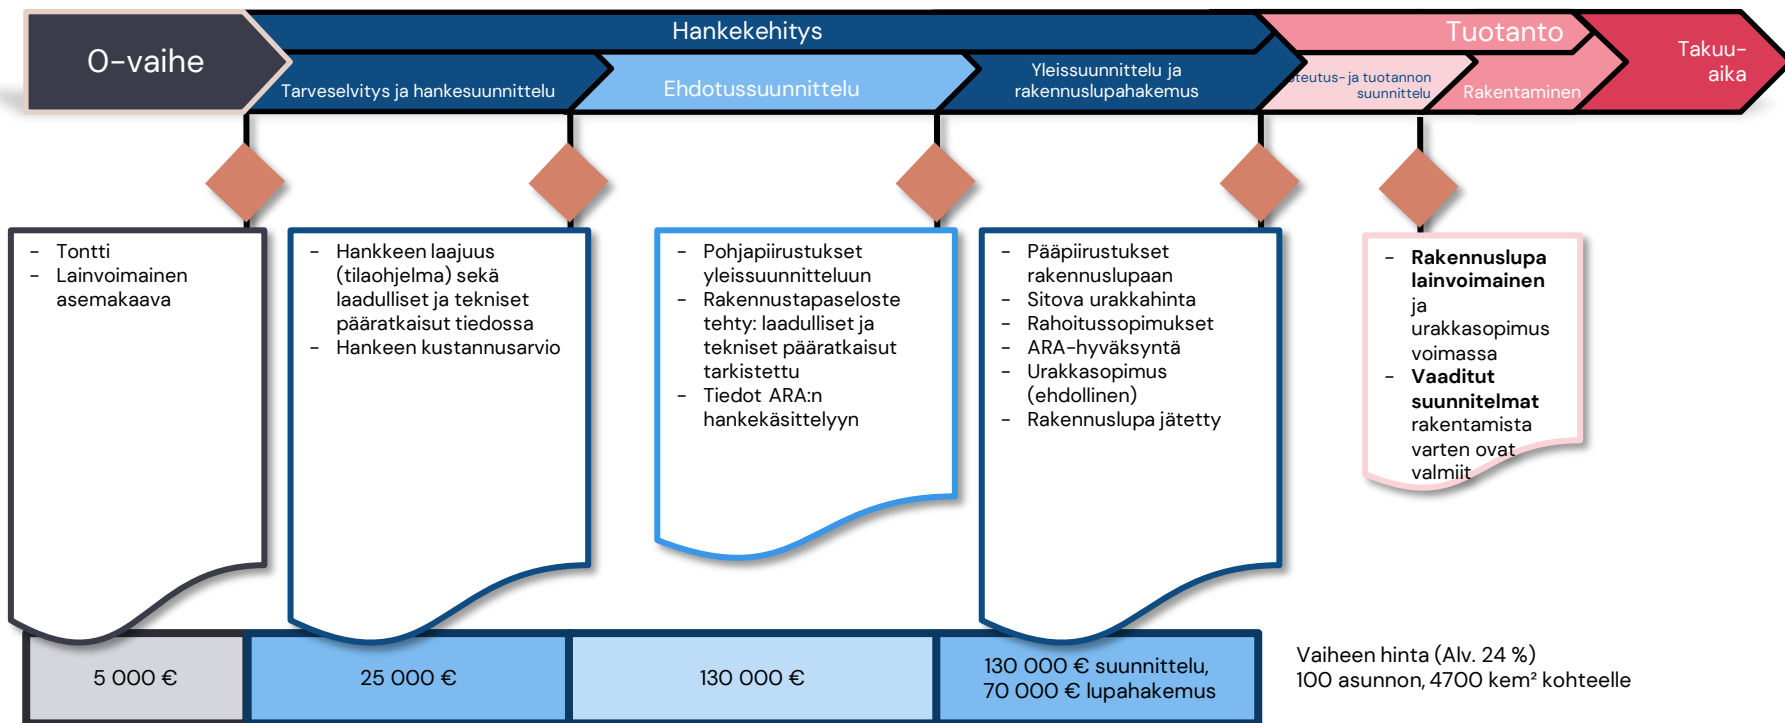 0-vaihe
Hankekehitys
Tuotanto
Takuu-
aika
Tarveselvitys ja hankesuunnittelu
Ehdotussuunnittelu
Yleissuunnittelu ja
rakennuslupahakemus
oteutus- ja tuotannon
suunnittelu
Rakentaminen
- Tontti
- Lainvoimainen
asemakaava
- Hankkeen laajuus
(tilaohjelma) sekä
laadulliset ja tekniset
pääratkaisut tiedossa
- Hankeen kustannusarvio
- Pohjapiirustukset
yleissuunnitteluun
- Rakennustapaseloste
tehty: laadulliset ja
tekniset pääratkaisut
tarkistettu
- Tiedot ARA:n
hankekäsittelyyn
- Pääpiirustukset
rakennuslupaan
- Sitova urakkahinta
- Rahoitussopimukset
- ARA-hyväksyntä
- Urakkasopimus
(ehdollinen)
- Rakennuslupa jätetty
- Rakennuslupa
lainvoimainen
ja
urakkasopimus
voimassa
- Vaaditut
suunnitelmat
rakentamista
varten ovat
valmiit
5 000 €
25 000 €
130 000 €
130 000 € suunnittelu,
70 000 € lupahakemus
Vaiheen hinta (Alv. 24 %)
100 asunnon, 4700 kem² kohteelle